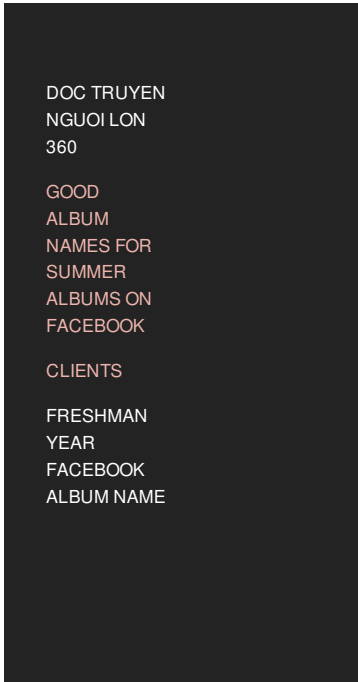 DOC TRUYEN
NGUOI LON
360
GOOD
ALBUM
NAMES FOR
SUMMER
ALBUMS ON
FACEBOOK
CLIENTS
FRESHMAN
YEAR
FACEBOOK
ALBUM NAME